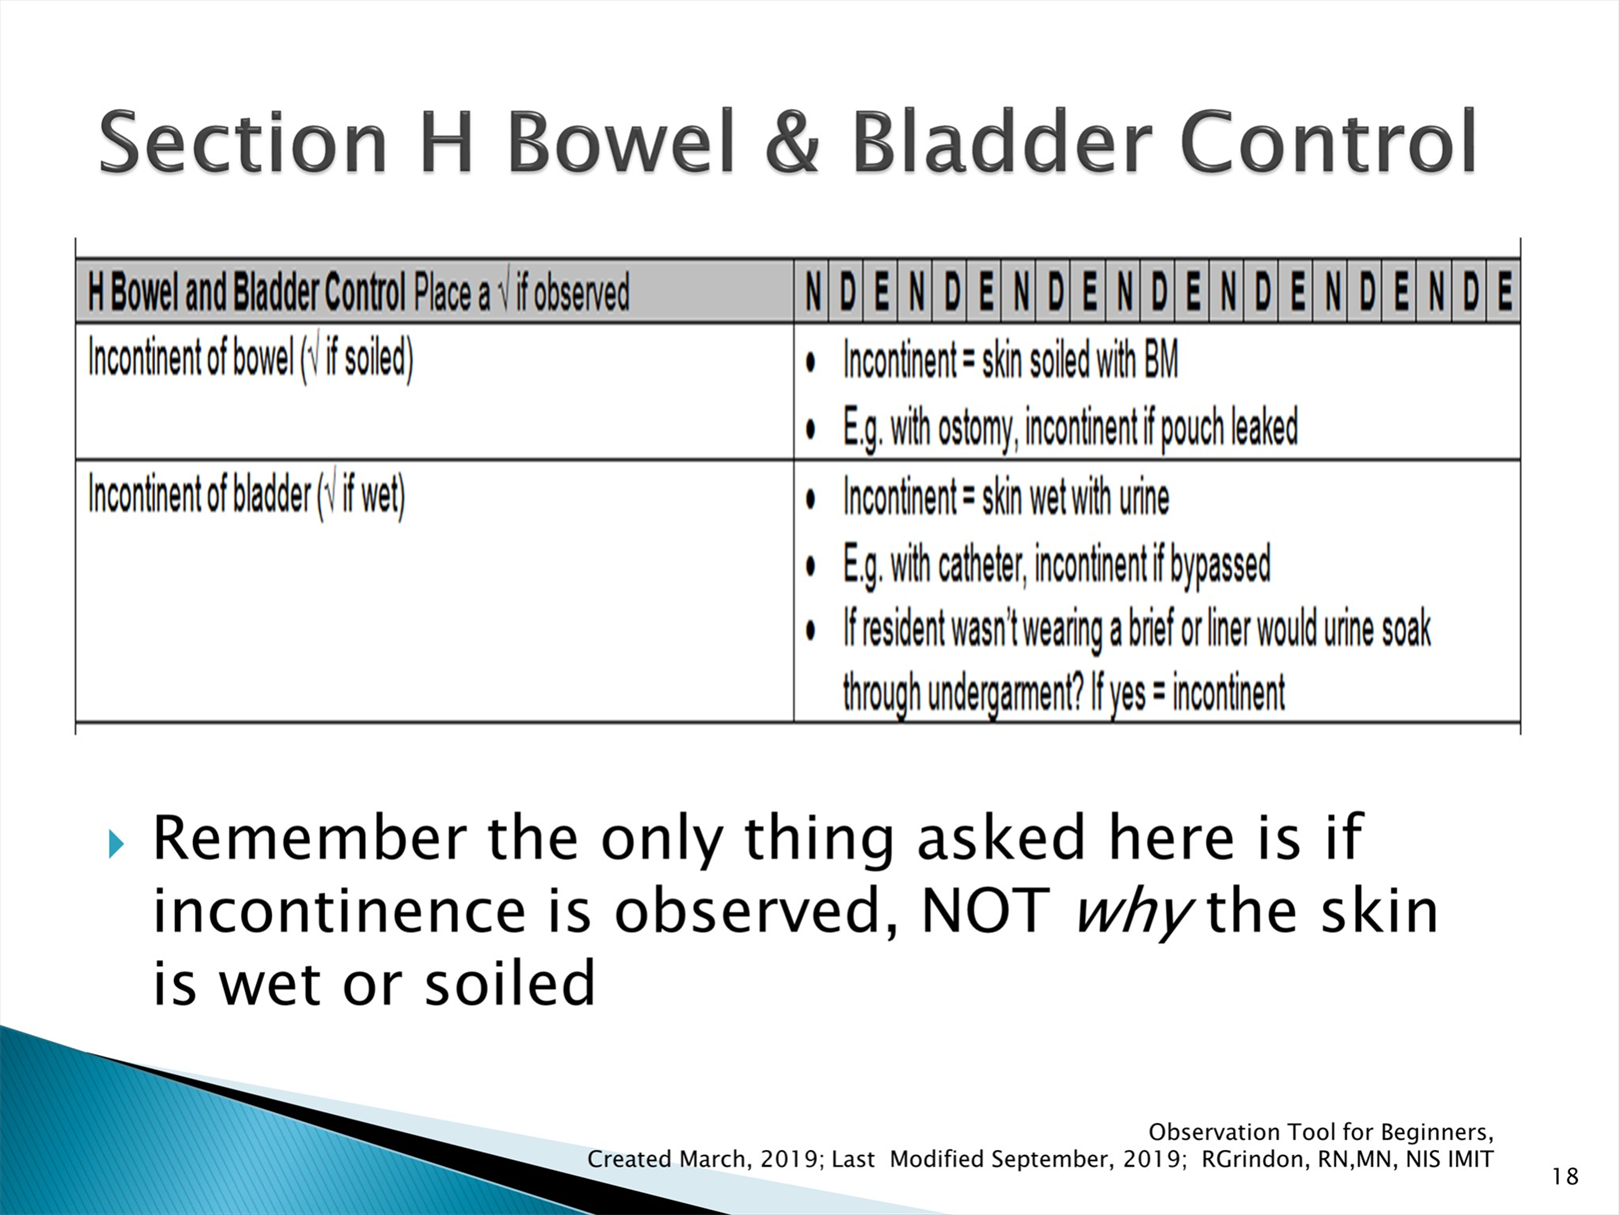 Section H Bowel & Bladder Control
H Bowel and Bladder Control Place a √ if observed N D E N D E N D E N D E N D E N D E N D E
Incontinent of bowel (√ if soiled)
• Incontinent = skin soiled with BM
• E.g. with ostomy, incontinent if pouch leaked
Incontinent of bladder (√ if wet)
• Incontinent = skin wet with urine
• E.g. with catheter, incontinent if bypassed
• If resident wasn't wearing a brief or liner would urine soak
through undergarment? If yes = incontinent
Remember the only thing asked here is if
incontinence is observed, NOT why the skin
is wet or soiled
Observation Tool for Beginners,
Created March, 2019; Last Modified September, 2019; RGrindon, RN,MN, NIS IMIT
18